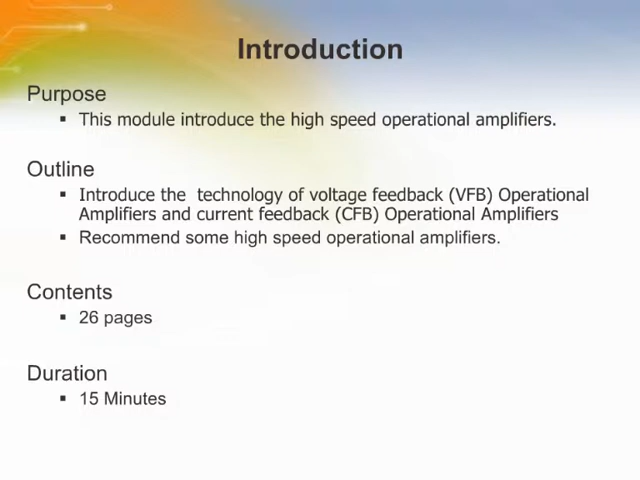 Introduction
Purpose
▪ This module introduce the high speed operational amplifiers.
Outline
▪ Introduce the technology of voltage feedback (VFB) Operational
Amplifiers and current feedback (CFB) Operational Amplifiers
▪ Recommend some high speed operational amplifiers.
Contents
▪ 26 pages
Duration
▪ 15 Minutes